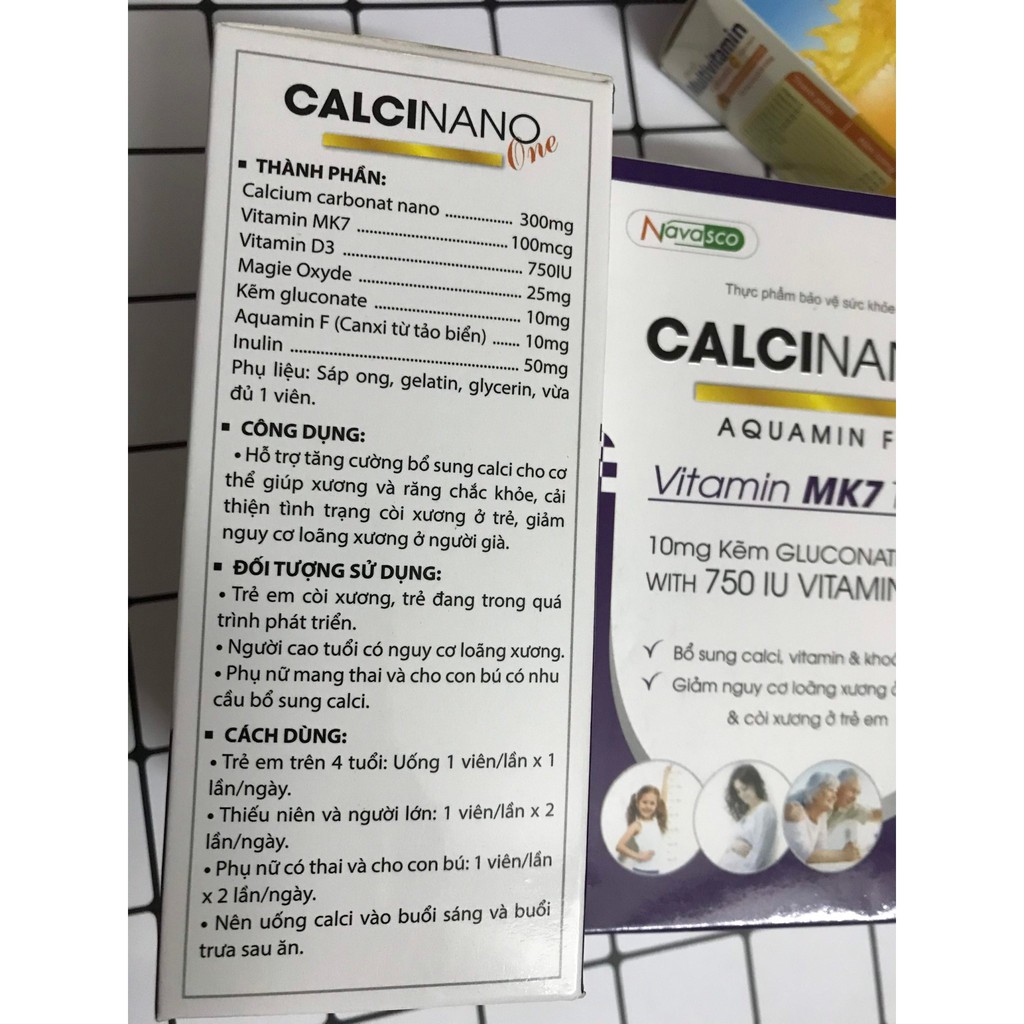 CALCINANO
One
▪ THÀNH PHẦN:
Calcium carbonat nano ................ 300mg
Vitamin MK7 ................................... 100mcg
Vitamin D3 ........................................... 750IU
Magie Oxyde ...................................... 25mg
Kẽm gluconate .................................. 10mg
Aquamin F (Canxi từ tảo biển) ....... 10mg
Inulin ..................................................... 50mg
Phụ liệu: Sáp ong, gelatin, glycerin, vừa
đủ 1 viên.
▪ CÔNG DỤNG:
• Hỗ trợ tăng cường bổ sung calci cho cơ
thể giúp xương và răng chắc khỏe, cải
thiện tình trạng còi xương ở trẻ, giảm
nguy cơ loãng xương ở người già.
▪ ĐỐI TƯỢNG SỬ DỤNG:
• Trẻ em còi xương, trẻ đang trong quá
trình phát triển.
• Người cao tuổi có nguy cơ loãng xương.
• Phụ nữ mang thai và cho con bú có nhu
cầu bổ sung calci.
▪ CÁCH DÙNG:
• Trẻ em trên 4 tuổi: Uống 1 viên/lần x 1
lần/ngày.
• Thiếu niên và người lớn: 1 viên/lần x 2
lần/ngày.
• Phụ nữ có thai và cho con bú: 1 viên/lần
x 2 lần/ngày.
• Nên uống calci vào buổi sáng và buổi
trưa sau ăn.
Multivitamin
Navasco
Thực phẩm bảo vệ sức khỏe
CALCINAN
AQUAMIN F
Vitamin MK7
10mg Kẽm GLUCONAT
WITH 750 IU VITAMIN
Bổ sung calci, vitamin & kho
Giảm nguy cơ loãng xương ở
& còi xương ở trẻ em